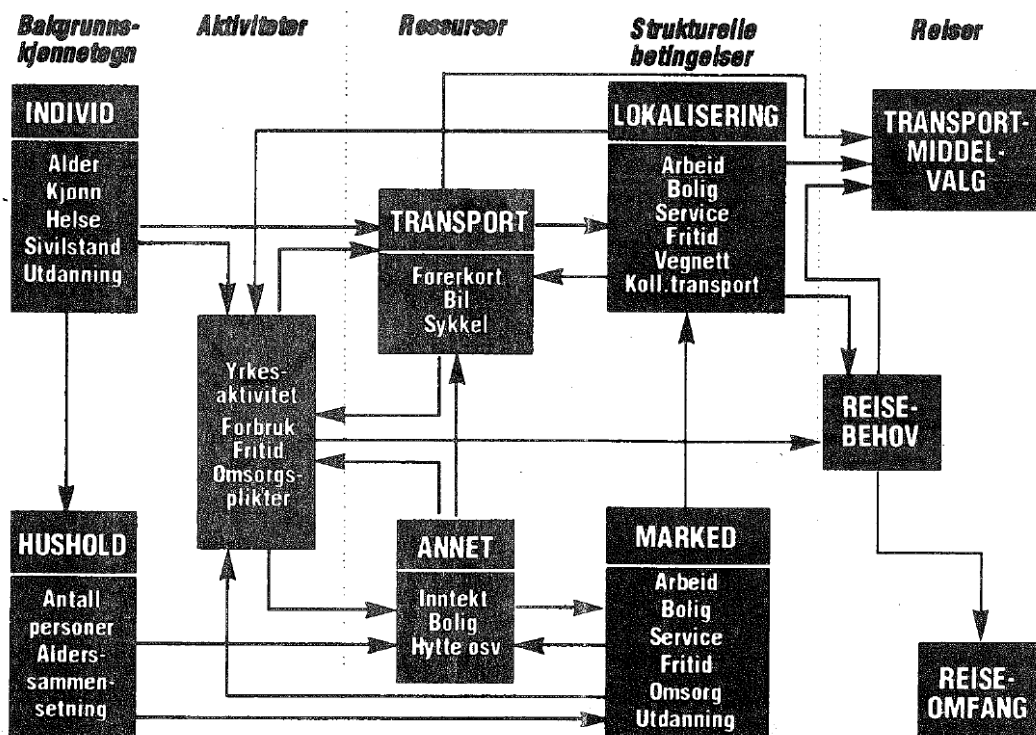 Bakgrunns-
kjennetegn
Aktiviteter
Ressurser
Strukturelle
betingelser
Reiser
INDIVID
Alder
Kjønn
Helse
Sivilstand
Utdanning
HUSHOLD
Antall
personer
Alders-
sammen-
setning
Yrkes-
aktivitet
Forbruk
Fritid
Omsorgs-
plikter
TRANSPORT
Førerkort
Bil
Sykkel
ANNET
Inntekt
Bolig
Hytte osv
LOKALISERING
Arbeid
Bolig
Service
Fritid
Vegnett
Koll.transport
MARKED
Arbeid
Bolig
Service
Fritid
Omsorg
Utdanning
TRANSPORT-
MIDDEL-
VALG
REISE-
BEHOV
REISE-
OMFANG